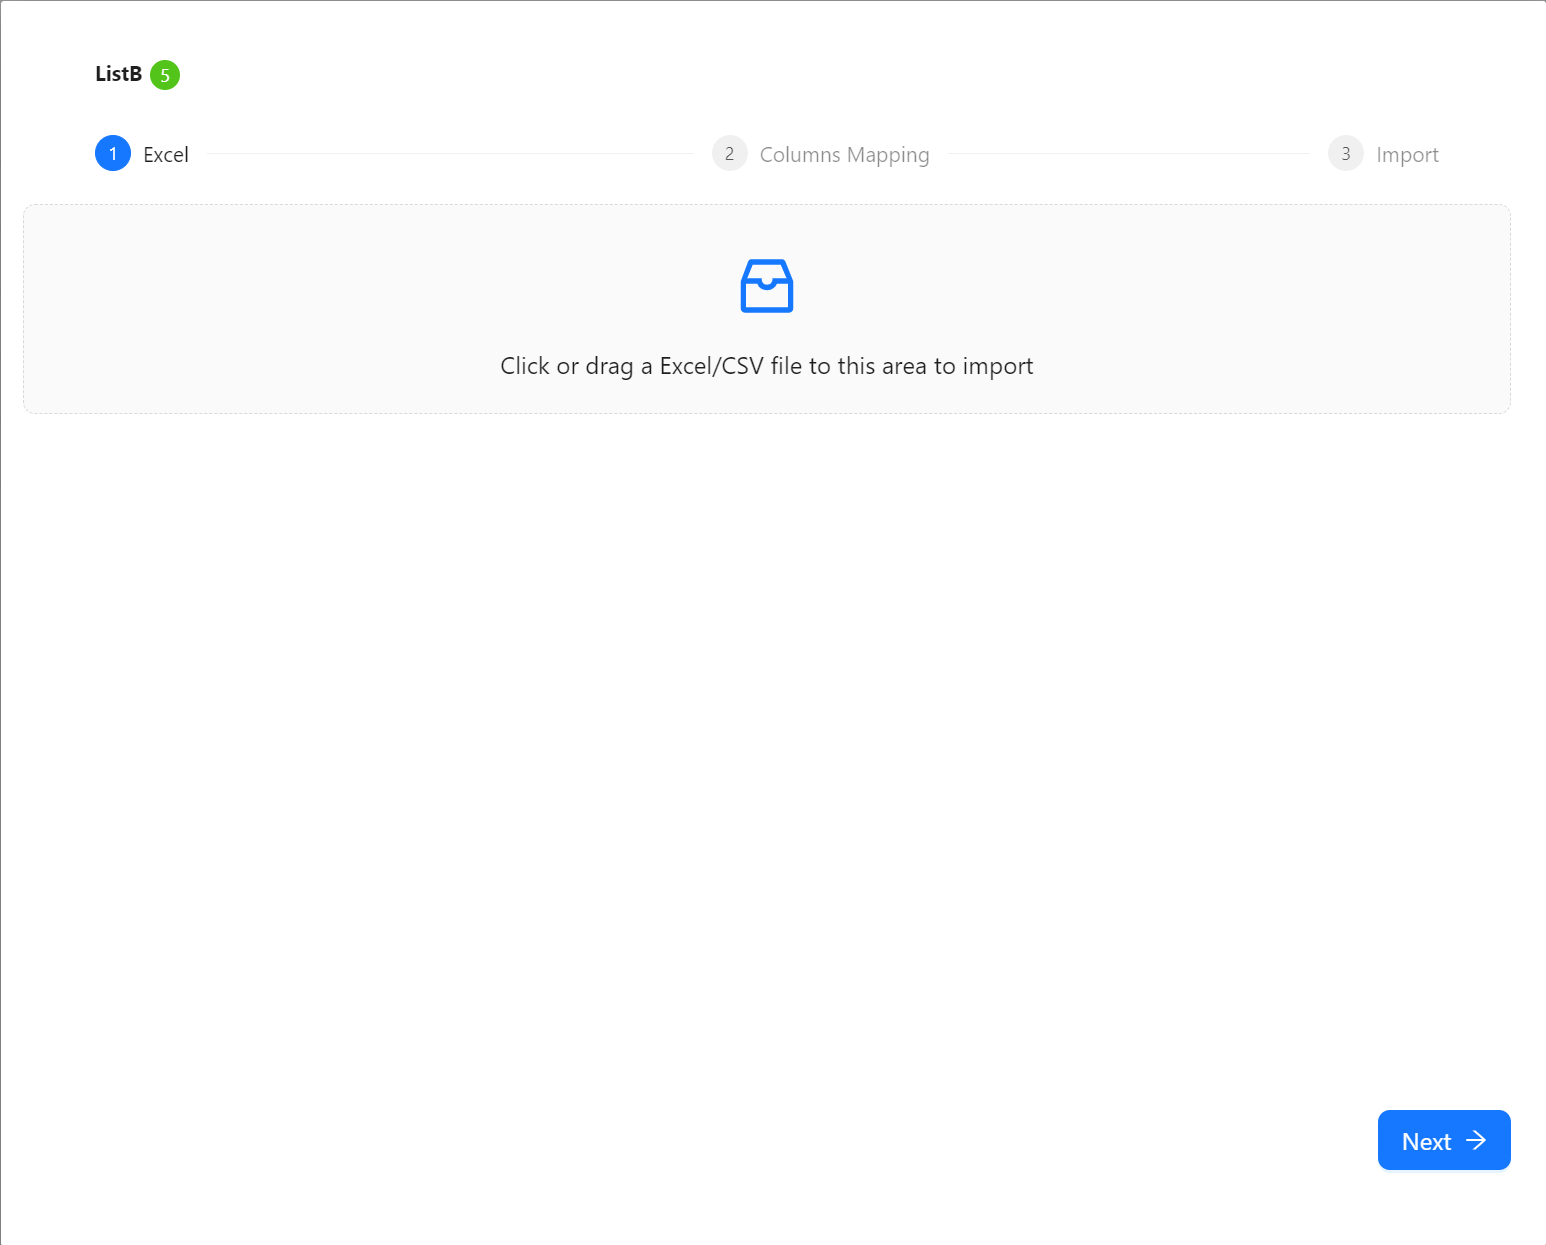 ListB 5
1 Excel 2 Columns Mapping 3 Import
Click or drag a Excel/CSV file to this area to import
Next